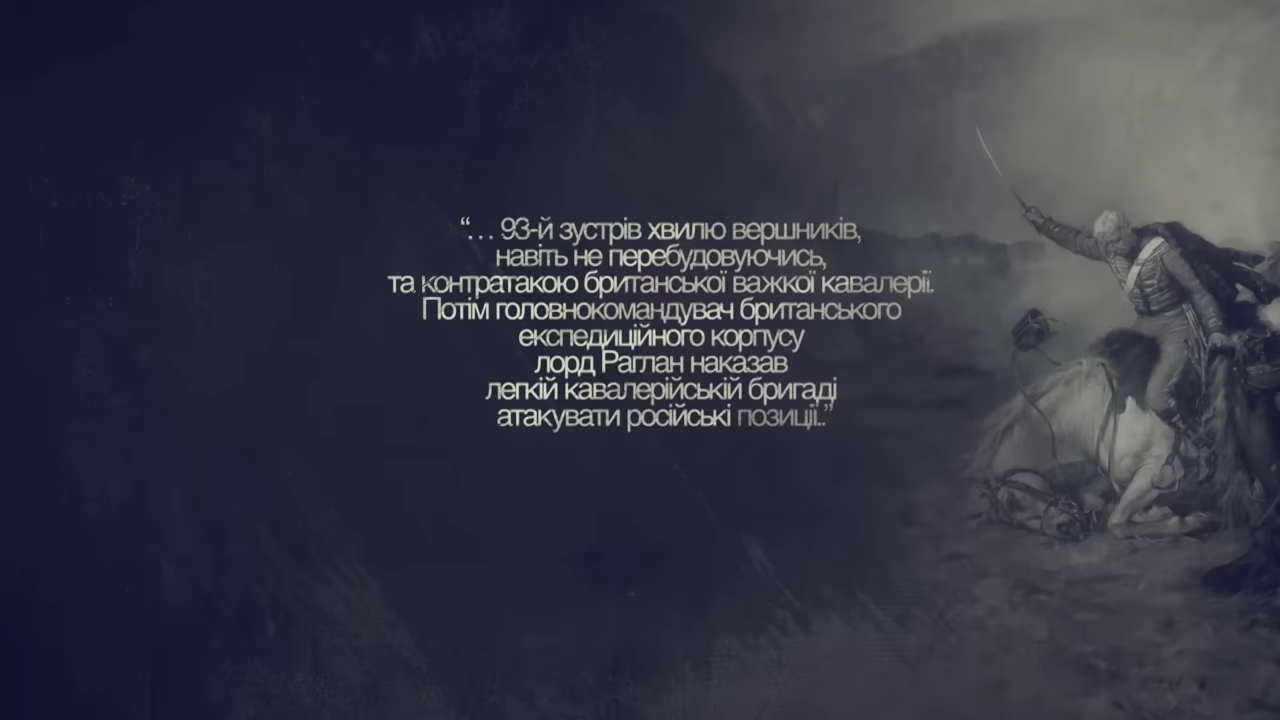 “… 93-й зустрів хвилю вершників,
навіть не перебудовуючись,
та контратакою британської важкої кавалерії.
Потім головнокомандувач британського
експедиційного корпусу
лорд Раглан наказав
легкій кавалерійській бригаді
атакувати російські позиції..”